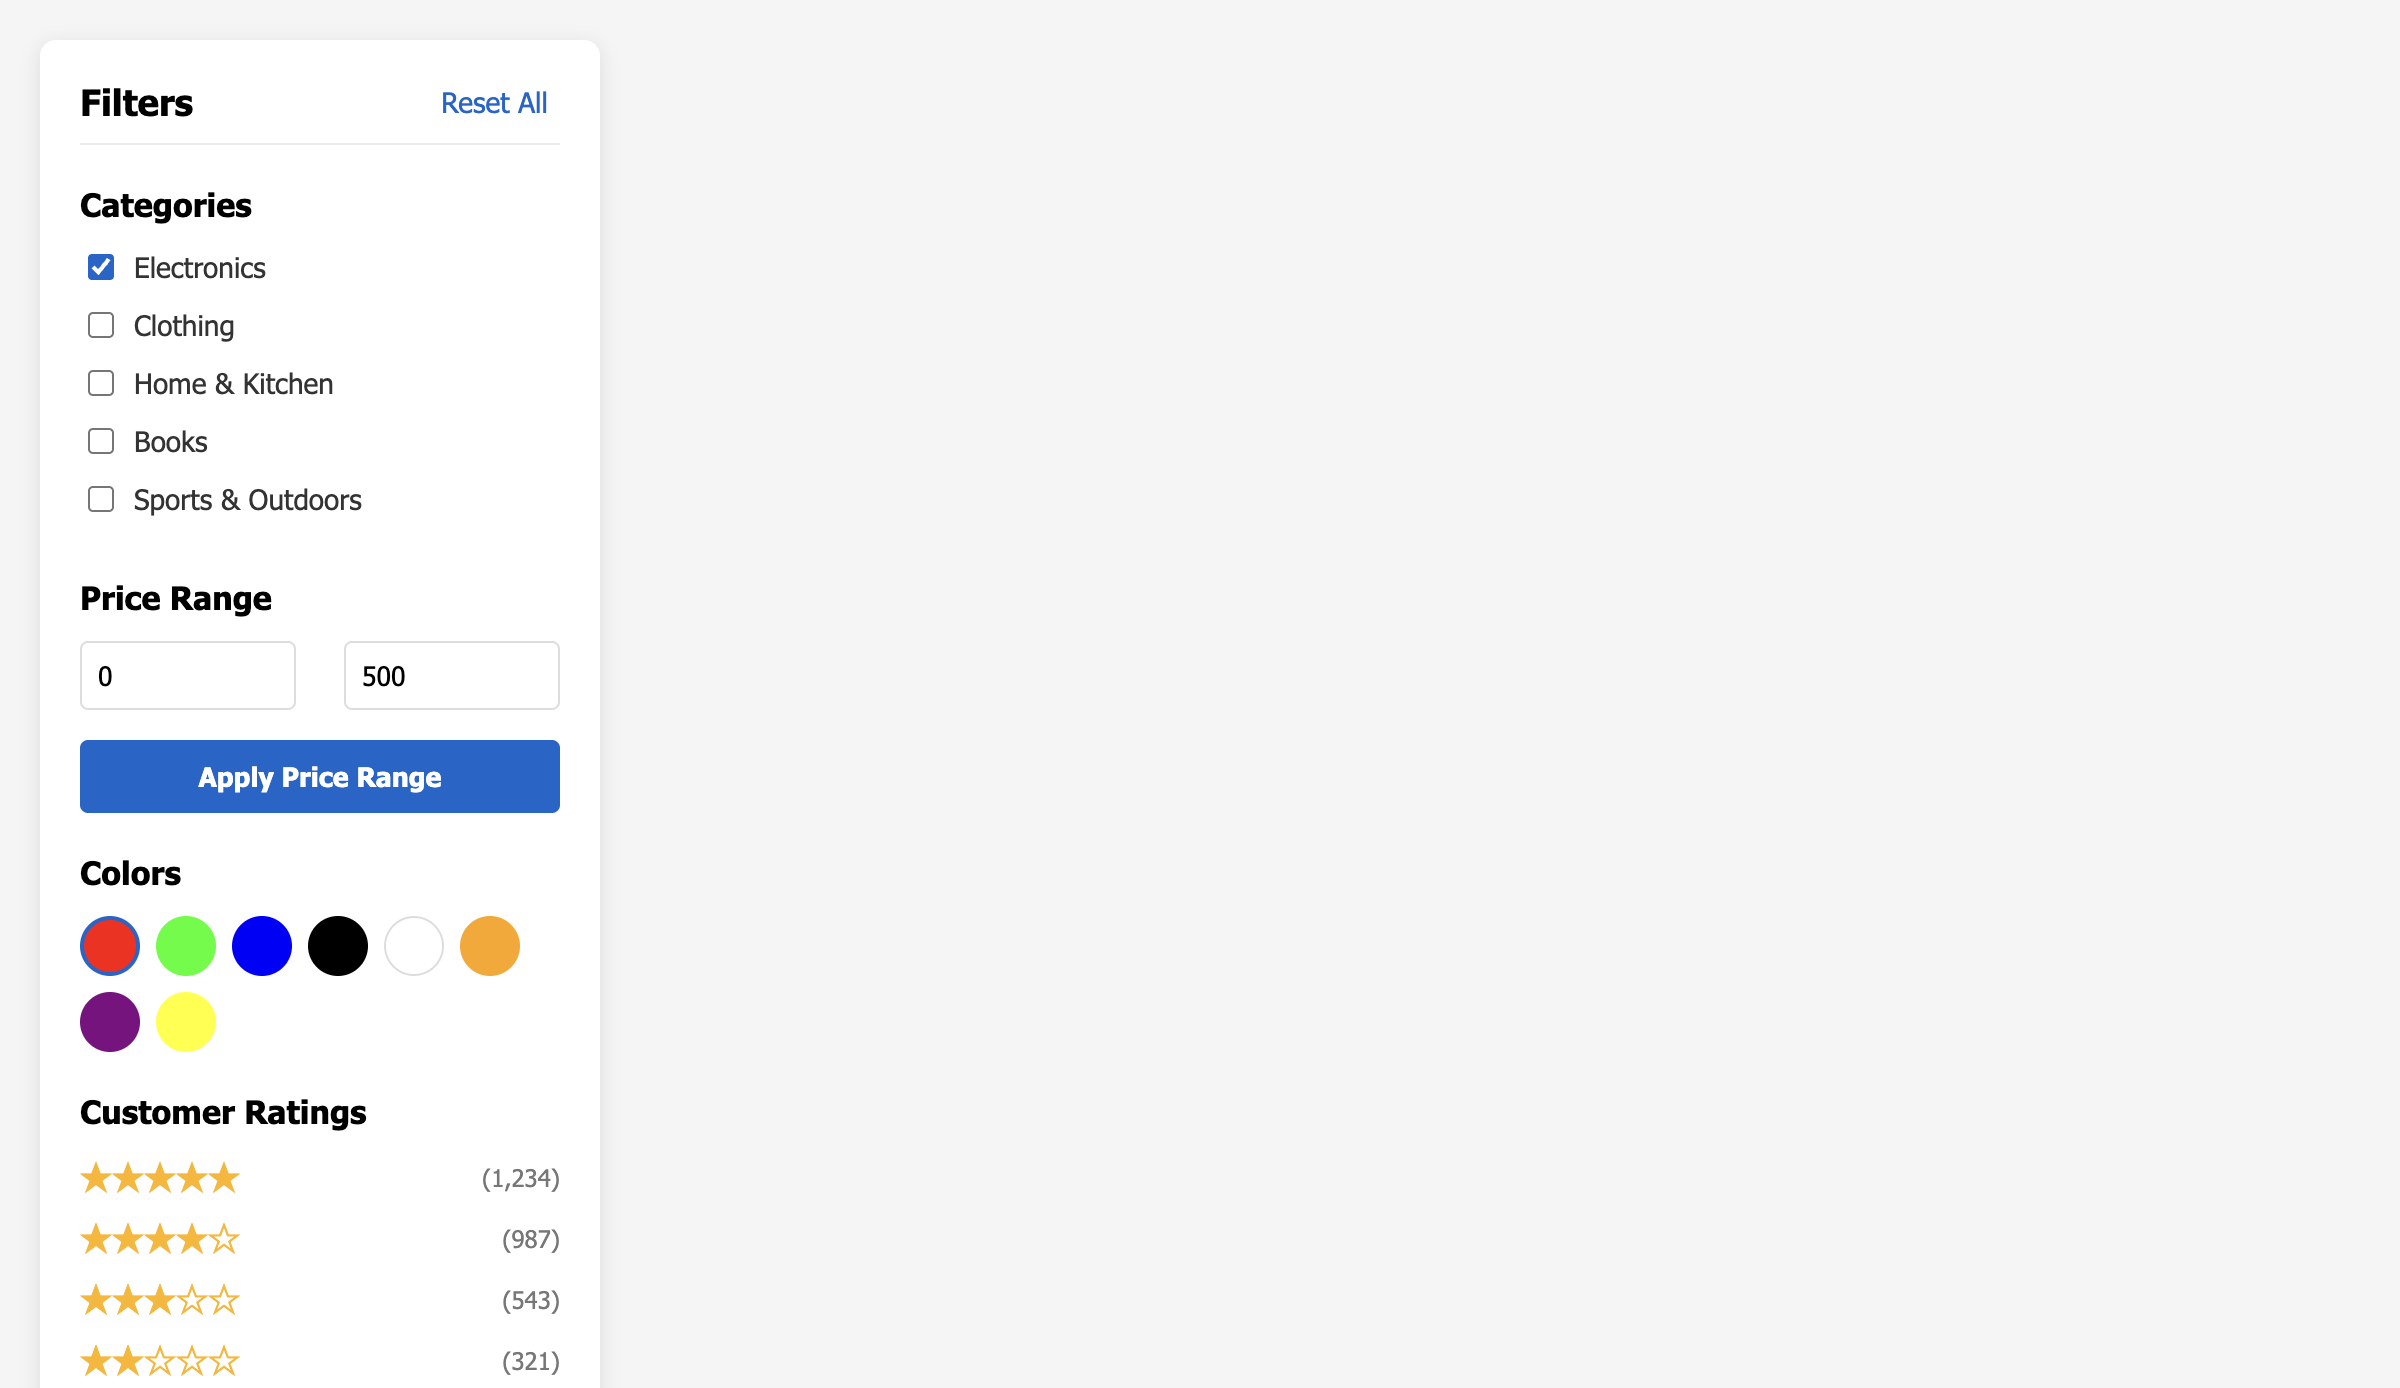 Filters
Reset All
Categories
Electronics
Clothing
Home & Kitchen
Books
Sports & Outdoors
Price Range
0
500
Apply Price Range
Colors
Customer Ratings
★★★★★ (1,234)
★★★★☆ (987)
★★★☆☆ (543)
★★☆☆☆ (321)